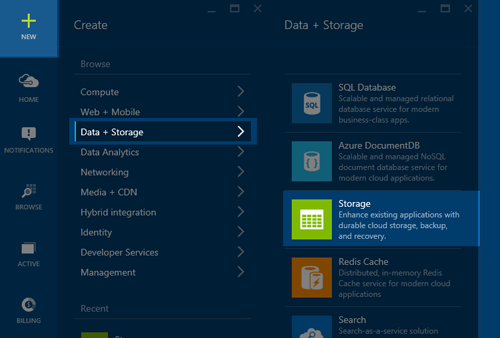 NEW
HOME
NOTIFICATIONS
BROWSE
ACTIVE
BILLING
Create
Browse
Compute
Web + Mobile
Data + Storage
Data Analytics
Networking
Media + CDN
Hybrid integration
Identity
Developer Services
Management
Recent
Data + Storage
SQL Database
Scalable and managed relational
database service for modern
business-class apps.
SQL
Azure DocumentDB
Scalable and managed NoSQL
document database service for
modern cloud applications.
Storage
Enhance existing applications with
durable cloud storage, backup,
and recovery.
Redis Cache
Distributed, in-memory Redis
Cache service for modern cloud
applications
Search
Search-as-a-service solution